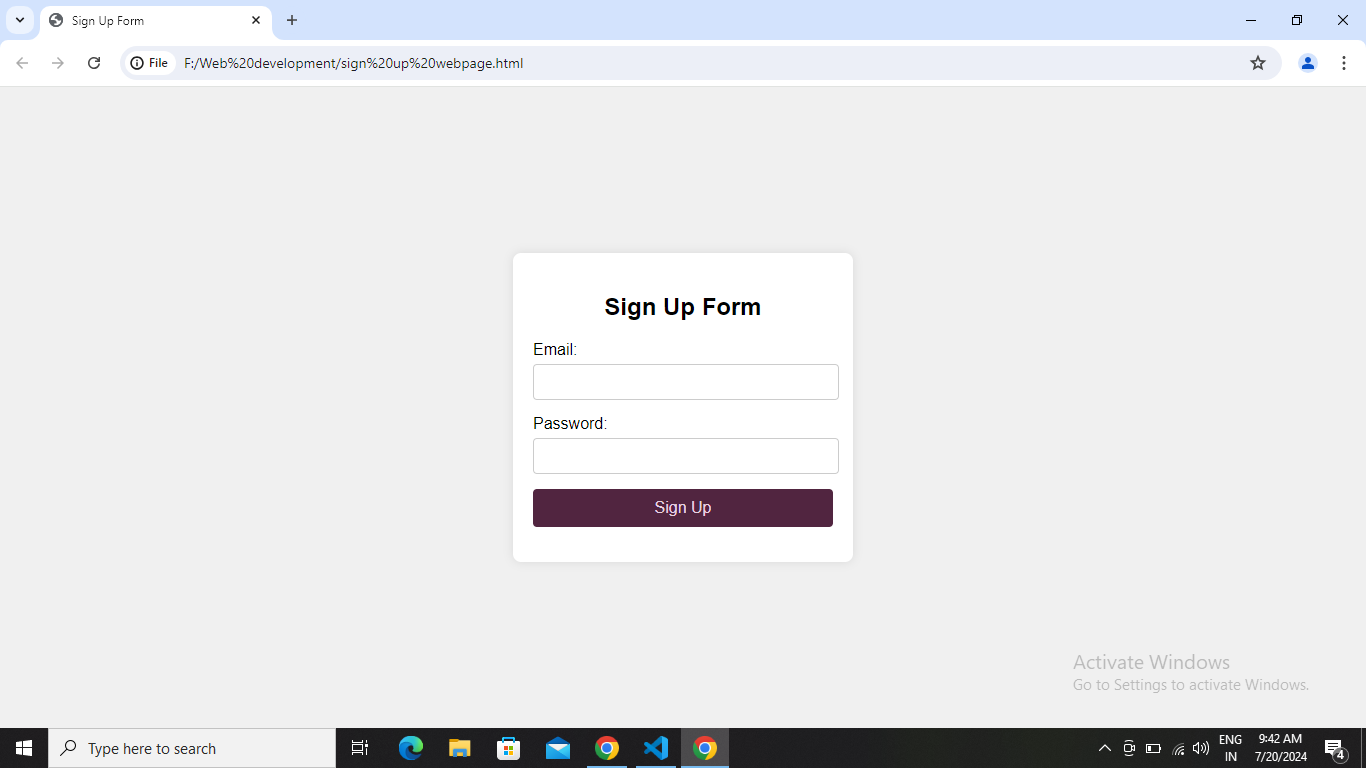 Sign Up Form
File F:/Web%20development/sign%20up%20webpage.html
Sign Up Form
Email:
Password:
Sign Up
Activate Windows
Go to Settings to activate Windows.
Type here to search
ENG
IN
9:42 AM
7/20/2024
4